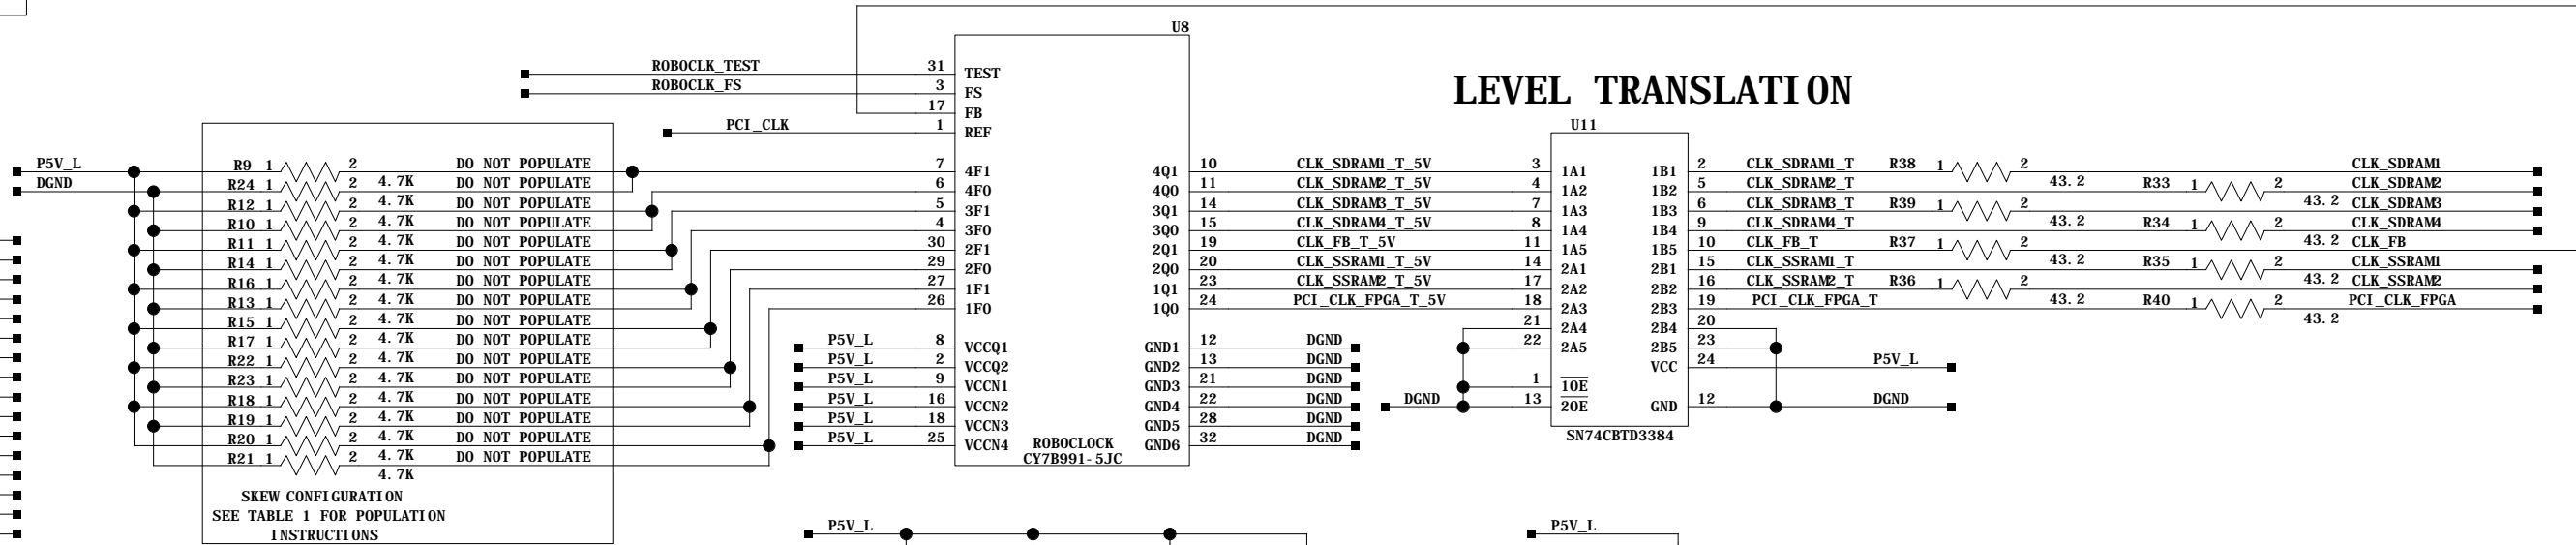 U8
ROBOCLK_TEST 31 TEST
ROBOCLK_FS 3 FS
17 FB
PCI_CLK 1 REF
LEVEL TRANSLATION
U11
P5V_L R9 1 2 DO NOT POPULATE 7 4F1 4Q1 10 CLK_SDRAM1_T_5V 3 1A1 1B1 2 CLK_SDRAM1_T R38 1 2 CLK_SDRAM1
DGND R24 1 2 4.7K DO NOT POPULATE 6 4F0 4Q0 11 CLK_SDRAM2_T_5V 4 1A2 1B2 5 CLK_SDRAM2_T 43.2 R33 1 2 CLK_SDRAM2
R12 1 2 4.7K DO NOT POPULATE 5 3F1 3Q1 14 CLK_SDRAM3_T_5V 7 1A3 1B3 6 CLK_SDRAM3_T R39 1 2 43.2 CLK_SDRAM3
R10 1 2 4.7K DO NOT POPULATE 4 3F0 3Q0 15 CLK_SDRAM4_T_5V 8 1A4 1B4 9 CLK_SDRAM4_T 43.2 R34 1 2 CLK_SDRAM4
R11 1 2 4.7K DO NOT POPULATE 30 2F1 2Q1 19 CLK_FB_T_5V 11 1A5 1B5 10 CLK_FB_T R37 1 2 43.2 CLK_FB
R14 1 2 4.7K DO NOT POPULATE 29 2F0 2Q0 20 CLK_SSRAM1_T_5V 14 2A1 2B1 15 CLK_SSRAM1_T 43.2 R35 1 2 CLK_SSRAM1
R16 1 2 4.7K DO NOT POPULATE 27 1F1 1Q1 23 CLK_SSRAM2_T_5V 17 2A2 2B2 16 CLK_SSRAM2_T R36 1 2 43.2 CLK_SSRAM2
R13 1 2 4.7K DO NOT POPULATE 26 1F0 1Q0 24 PCI_CLK_FPGA_T_5V 18 2A3 2B3 19 PCI_CLK_FPGA_T 43.2 R40 1 2 PCI_CLK_FPGA
R15 1 2 4.7K DO NOT POPULATE 21 2A4 2B4 20 43.2
R17 1 2 4.7K DO NOT POPULATE P5V_L 8 VCCQ1 GND1 12 DGND 22 2A5 2B5 23
R22 1 2 4.7K DO NOT POPULATE P5V_L 2 VCCQ2 GND2 13 DGND VCC 24 P5V_L
R23 1 2 4.7K DO NOT POPULATE P5V_L 9 VCCN1 GND3 21 DGND 1 1OE
R18 1 2 4.7K DO NOT POPULATE P5V_L 16 VCCN2 GND4 22 DGND DGND 13 2OE GND 12 DGND
R19 1 2 4.7K DO NOT POPULATE P5V_L 18 VCCN3 GND5 28 DGND
R20 1 2 4.7K DO NOT POPULATE P5V_L 25 VCCN4 GND6 32 DGND
R21 1 2 4.7K DO NOT POPULATE
4.7K
ROBOCLOCK
CY7B991-5JC
SN74CBTD3384
SKEW CONFIGURATION
SEE TABLE 1 FOR POPULATION
INSTRUCTIONS
P5V_L P5V_L